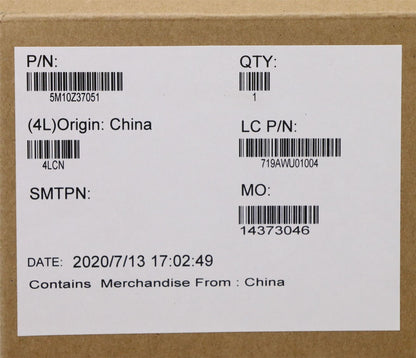 P/N:
5M10Z37051
QTY:
1
(4L)Origin: China
4LCN
LC P/N:
719AWU01004
SMTPN:
MO:
14373046
DATE: 2020/7/13 17:02:49
Contains Merchandise From : China